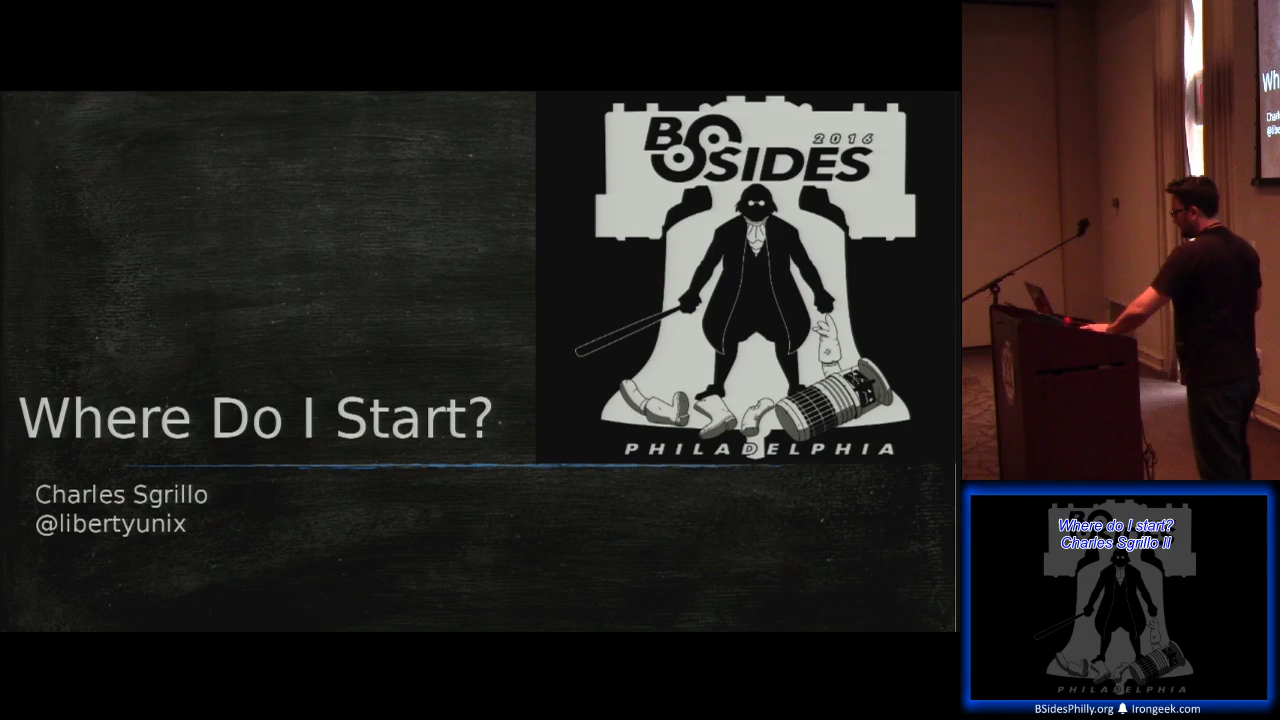 BSIDES
2016
PHILADELPHIA
Where Do I Start?
Charles Sgrillo
@libertyunix
Wh
Where do I start?
Charles Sgrillo II
PHILADELPHIA
BSidesPhilly.org Irongeek.com